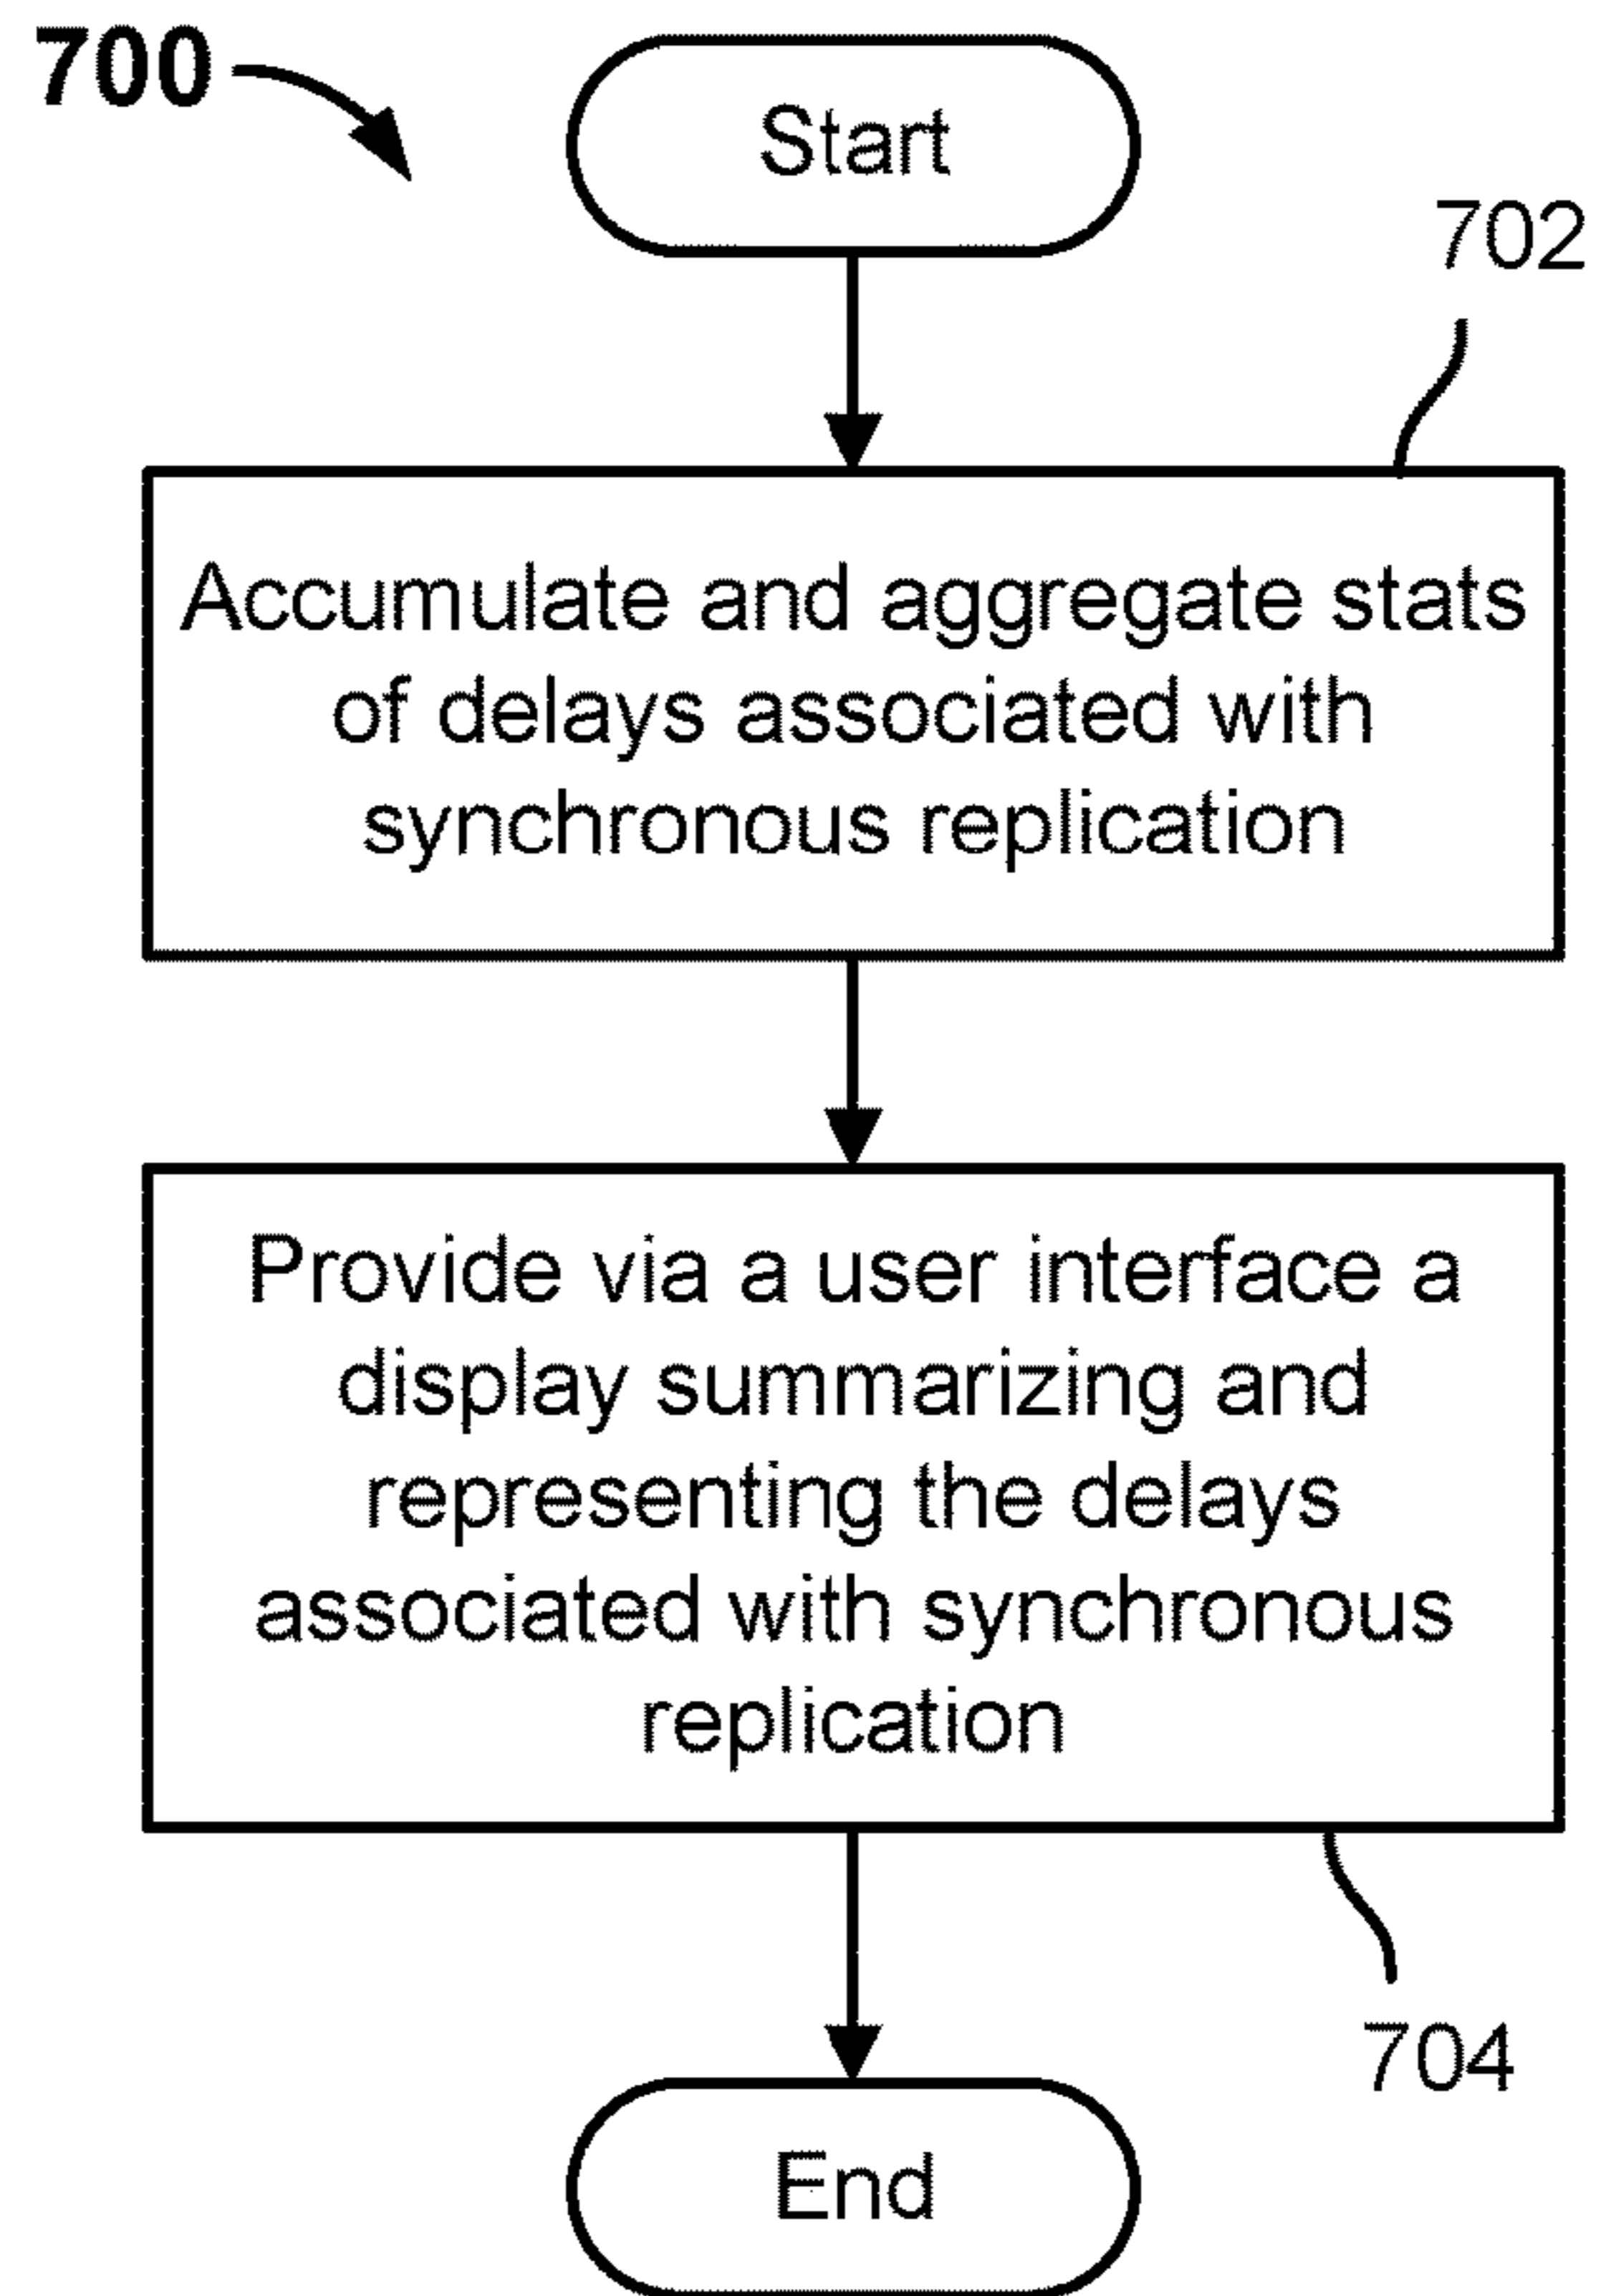 700
Start
702
Accumulate and aggregate stats
of delays associated with
synchronous replication
Provide via a user interface a
display summarizing and
representing the delays
associated with synchronous
replication
704
End